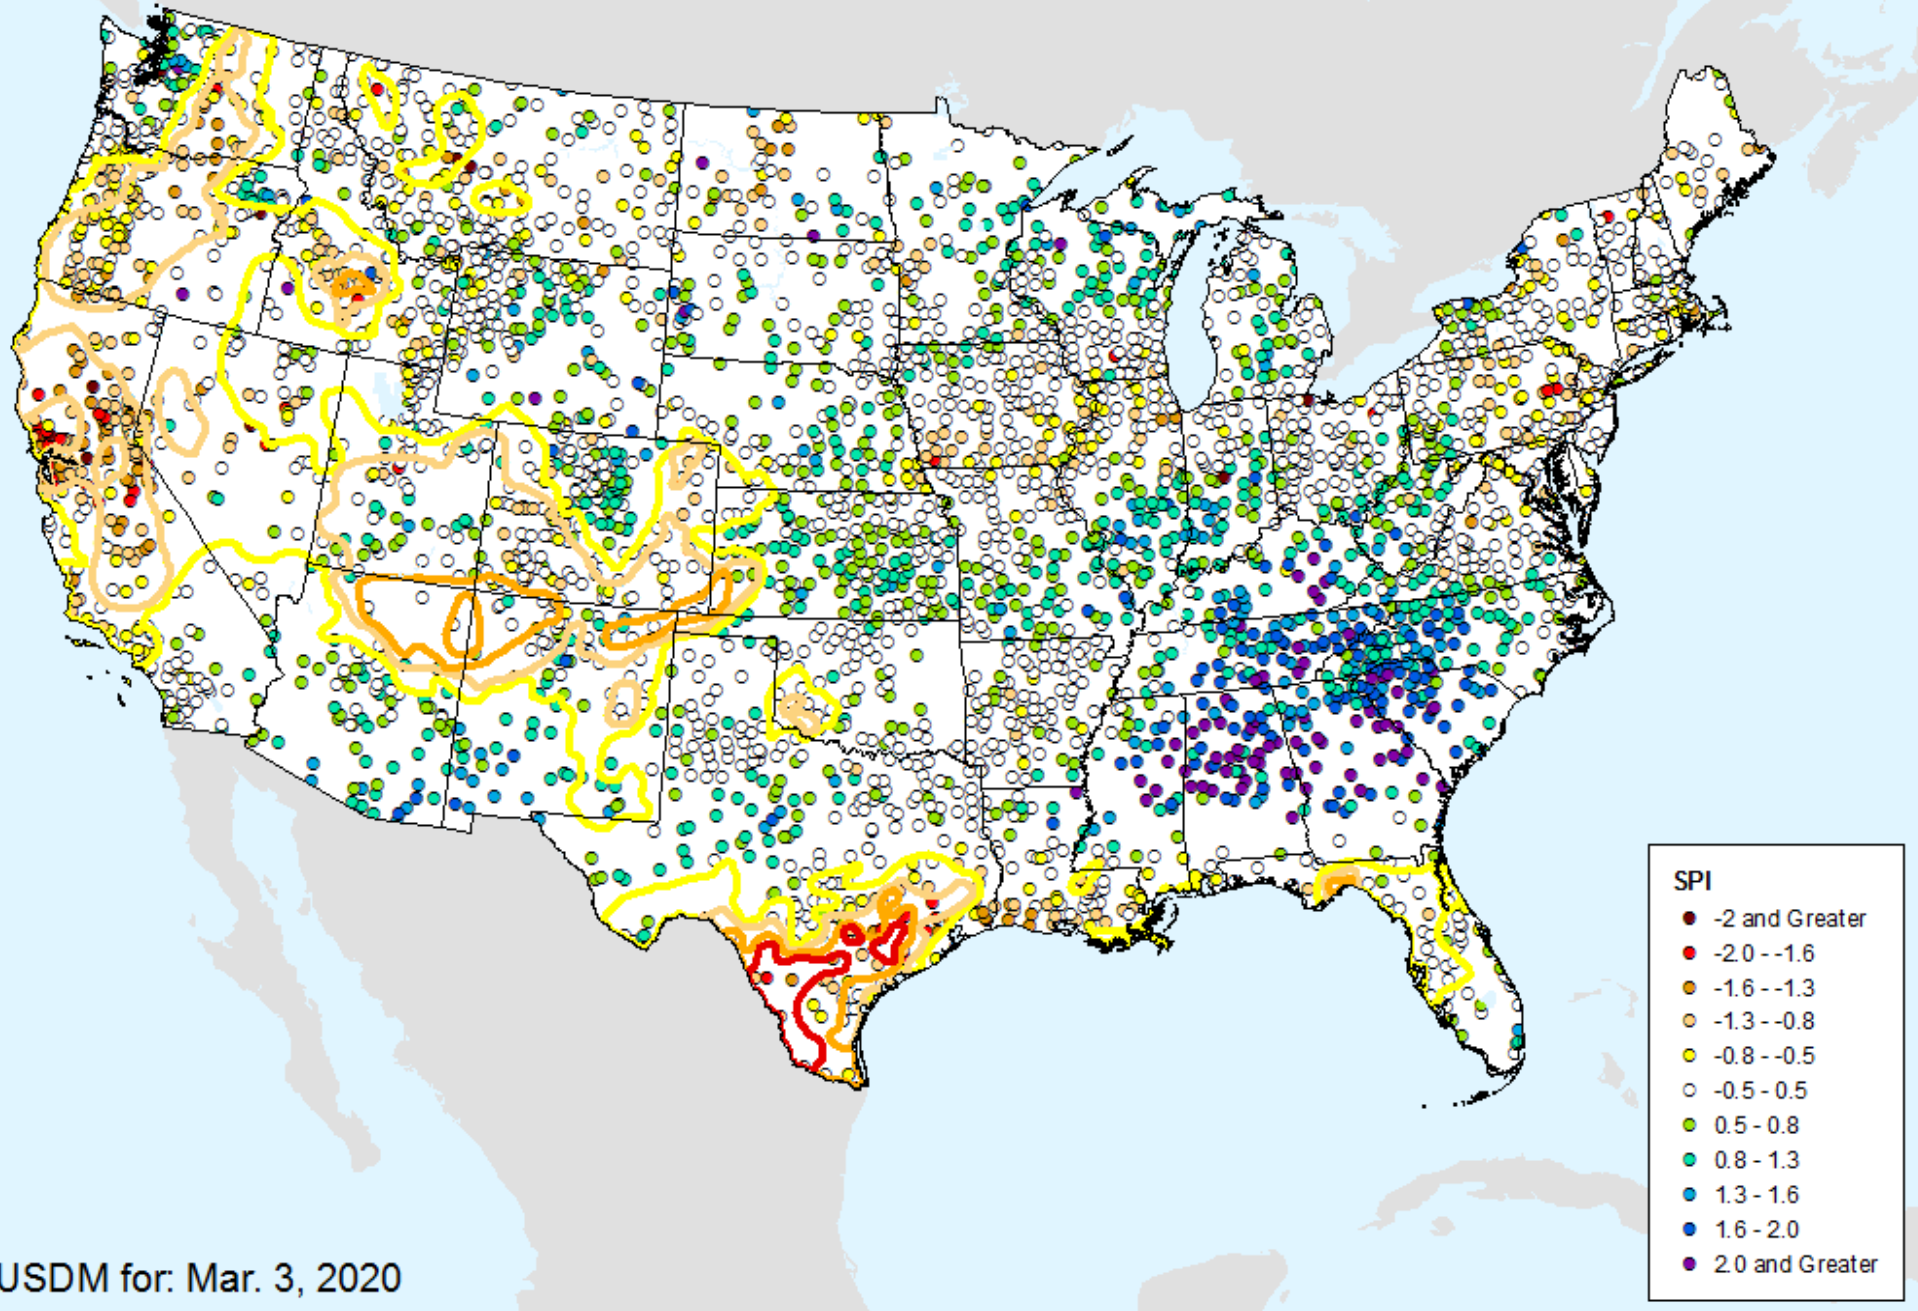 SPI
-2 and Greater
-2.0 - -1.6
-1.6 - -1.3
-1.3 - -0.8
-0.8 - -0.5
-0.5 - 0.5
0.5 - 0.8
0.8 - 1.3
1.3 - 1.6
1.6 - 2.0
2.0 and Greater
USDM for: Mar. 3, 2020